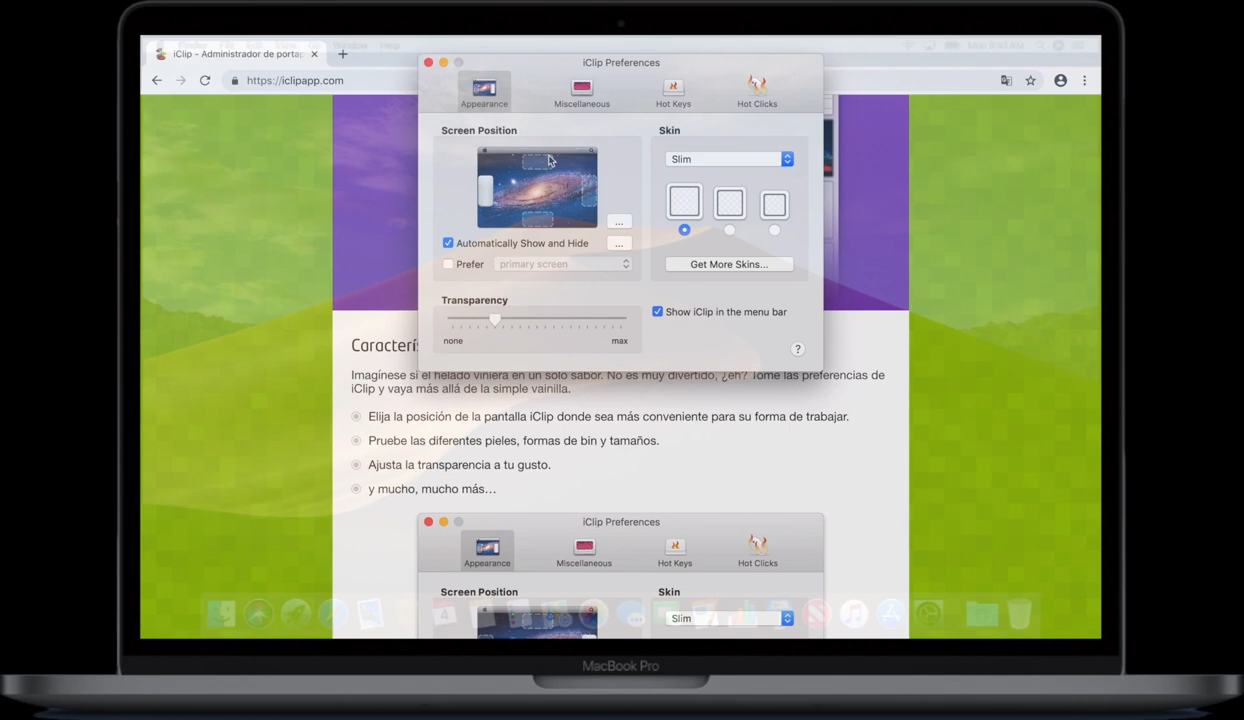 iClip - Administrador de portap
https://iclipapp.com
iClip Preferences
Appearance
Miscellaneous
Hot Keys
Hot Clicks
Screen Position
Skin
Slim
...
Automatically Show and Hide
...
Prefer
primary screen
Get More Skins...
Transparency
none
max
Show iClip in the menu bar
?
Caracterís
Imagínese si el helado viniera en un solo sabor. No es muy divertido, ¿eh? Tome las preferencias de
iClip y vaya más allá de la simple vainilla.
Elija la posición de la pantalla iClip donde sea más conveniente para su forma de trabajar.
Pruebe las diferentes pieles, formas de bin y tamaños.
Ajusta la transparencia a tu gusto.
y mucho, mucho más…
iClip Preferences
Appearance
Miscellaneous
Hot Keys
Hot Clicks
Screen Position
Skin
Slim
MacBook Pro